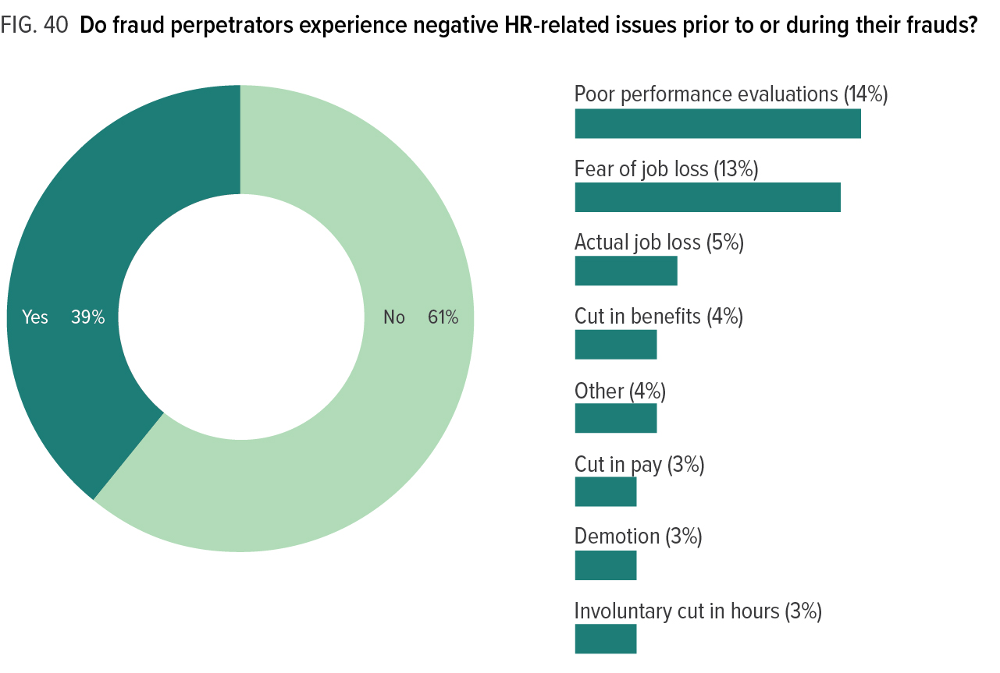 FIG. 40 Do fraud perpetrators experience negative HR-related issues prior to or during their frauds?
Yes 39%
No 61%
Poor performance evaluations (14%)
Fear of job loss (13%)
Actual job loss (5%)
Cut in benefits (4%)
Other (4%)
Cut in pay (3%)
Demotion (3%)
Involuntary cut in hours (3%)